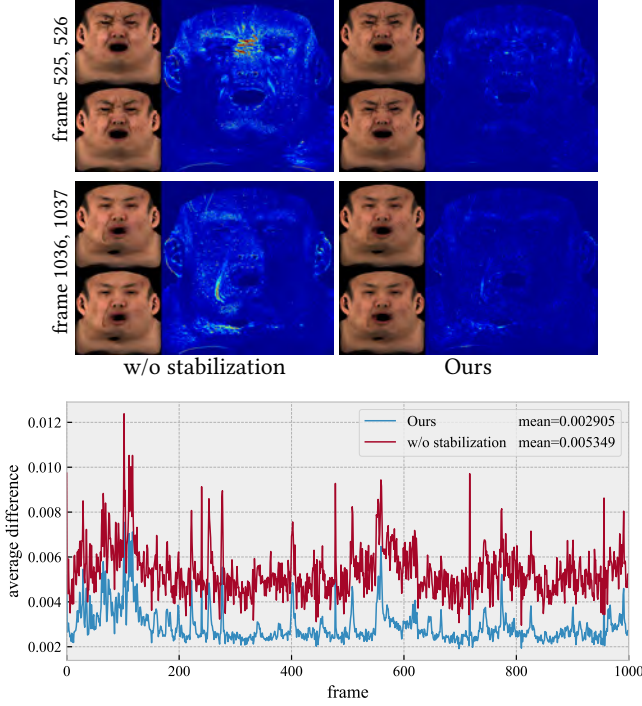 frame 525, 526
frame 1036, 1037
w/o stabilization
Ours
0.012
0.010
0.008
0.006
0.004
0.002
average difference
Ours mean=0.002905
w/o stabilization mean=0.005349
0 200 400 600 800 1000
frame